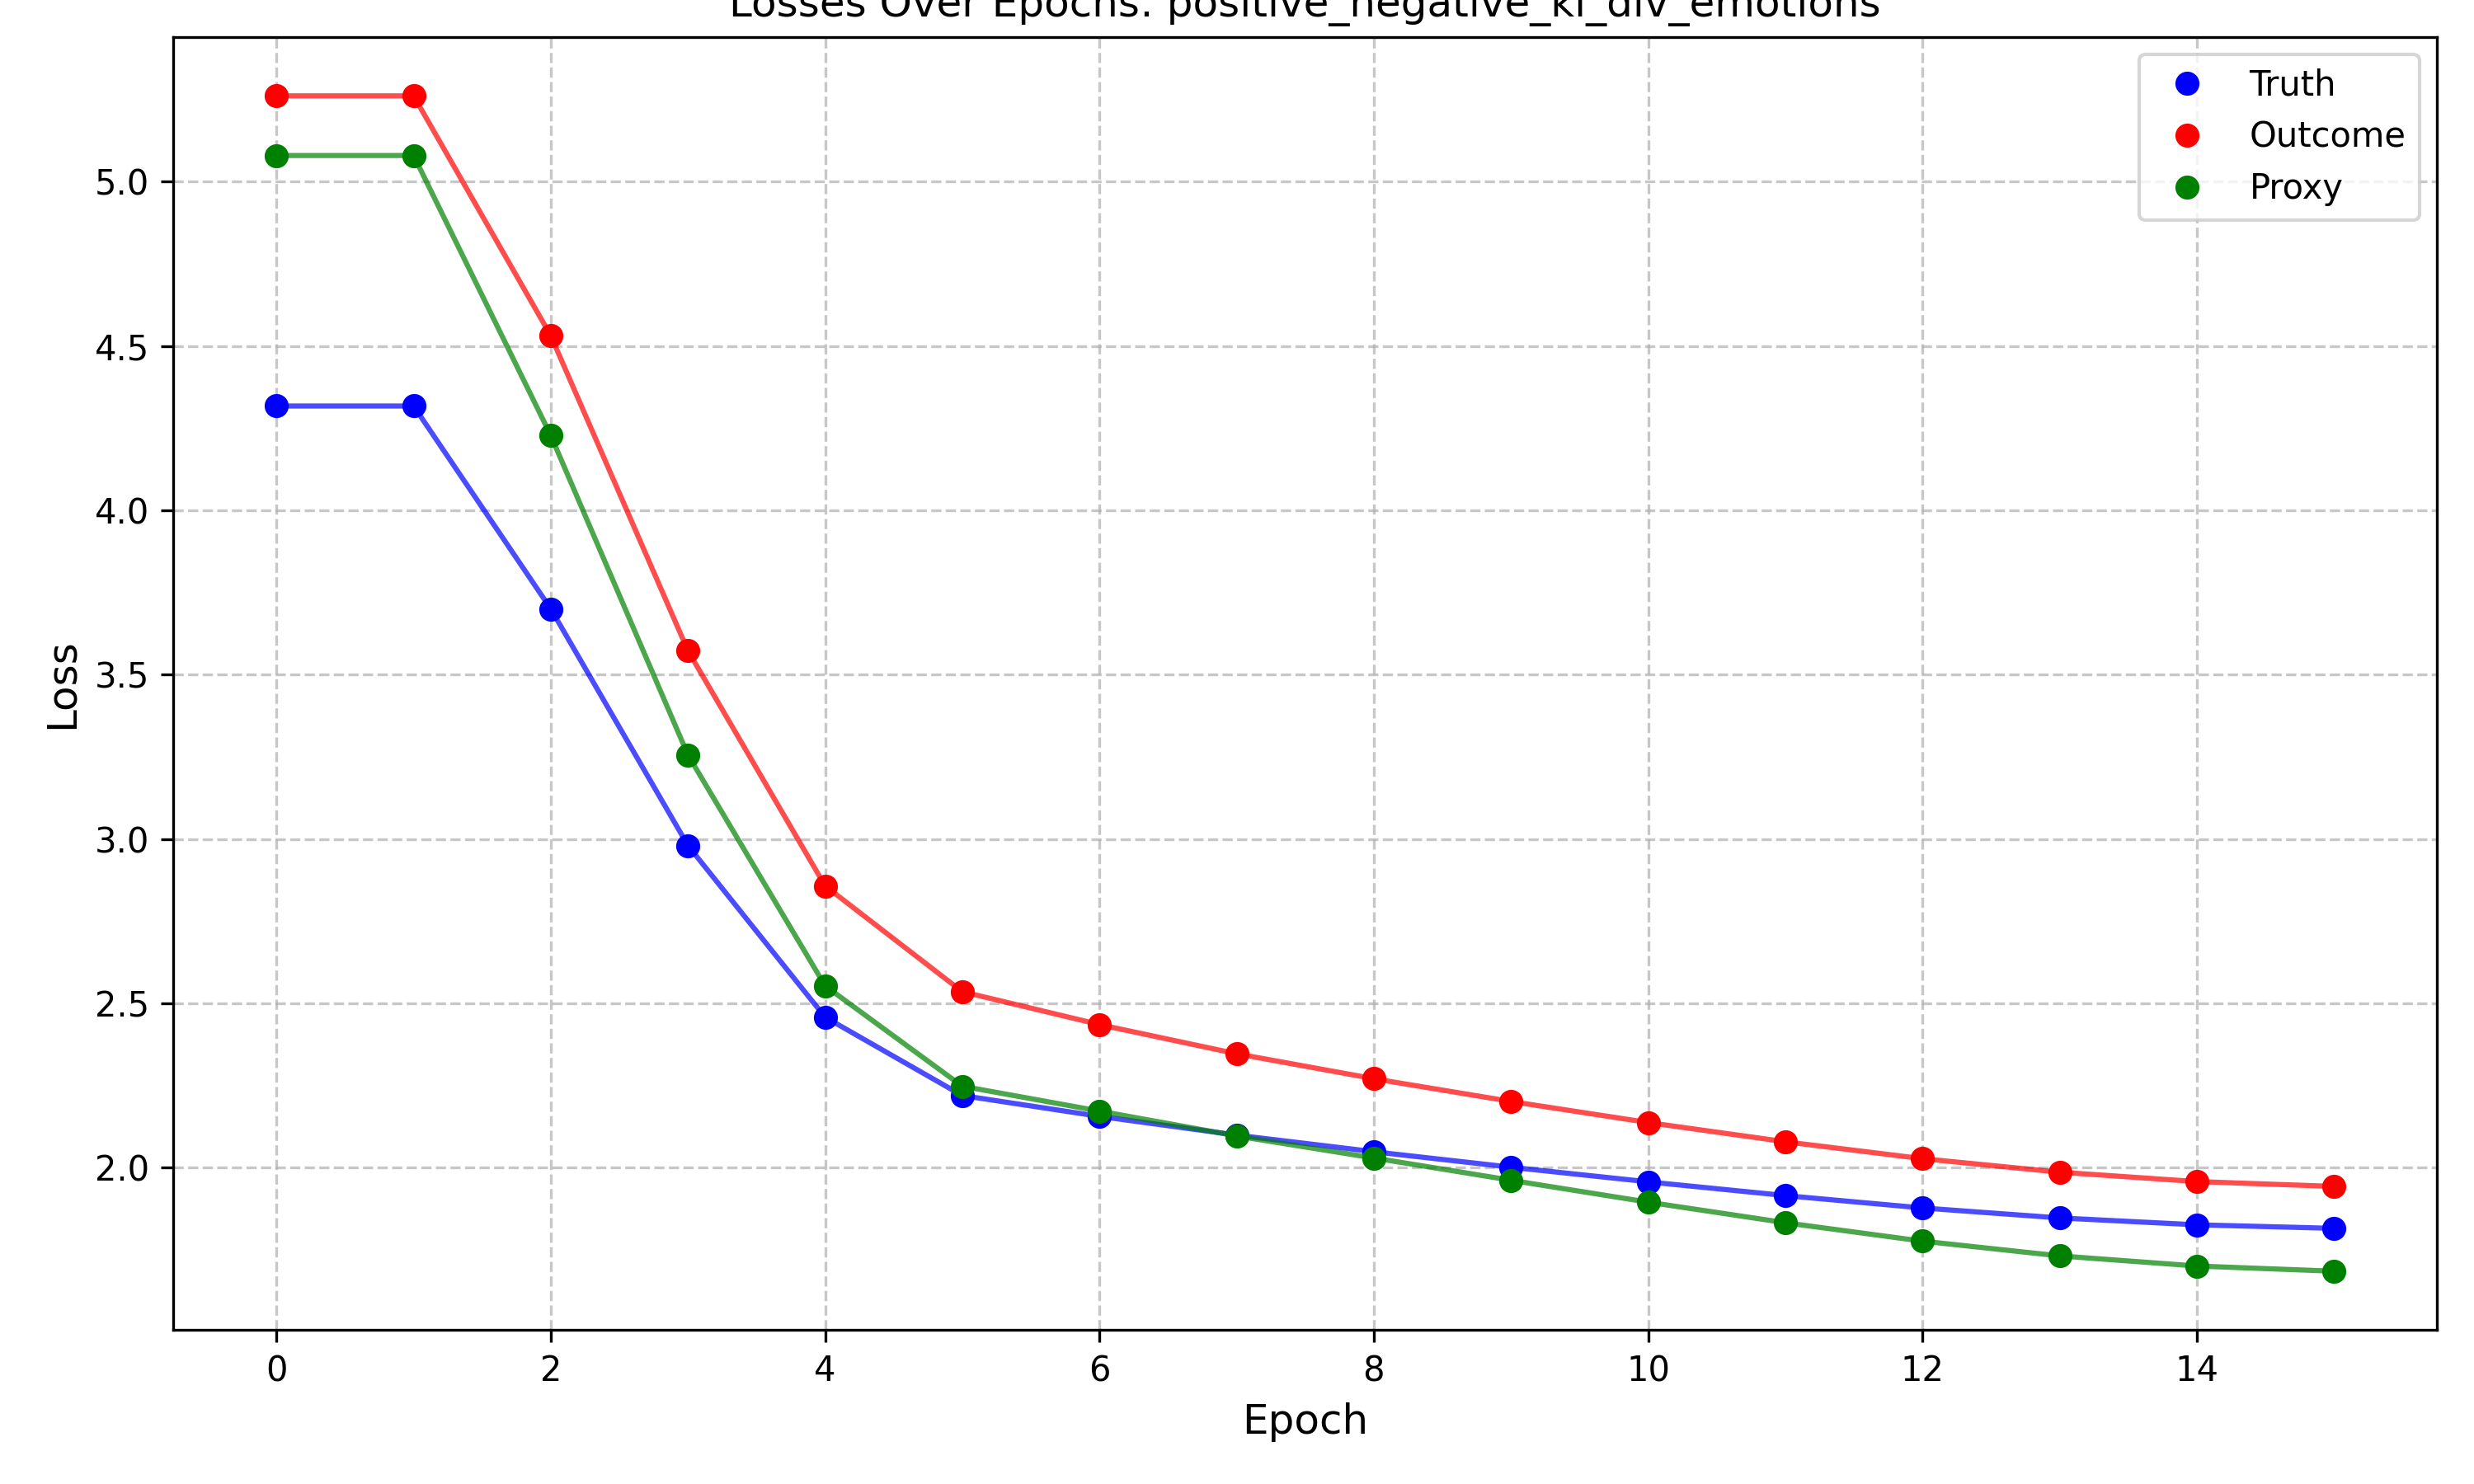 Losses Over Epochs: positive_negative_kl_div_emotions
Truth
Outcome
Proxy
Loss
5.0
4.5
4.0
3.5
3.0
2.5
2.0
0 2 4 6 8 10 12 14
Epoch